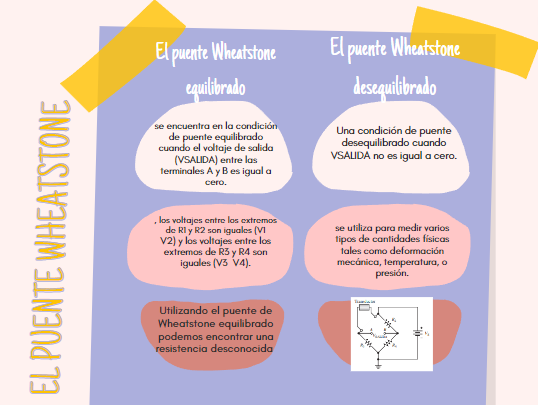 EL PUENTE WHEATSTONE
El puente Wheatstone
equilibrado
se encuentra en la condición
de puente equilibrado
cuando el voltaje de salida
(VSALIDA) entre las
terminales A y B es igual a
cero.
, los voltajes entre los extremos
de R1 y R2 son iguales (V1
V2) y los voltajes entre los
extremos de R3 y R4 son
iguales (V3 V4).
Utilizando el puente de
Wheatstone equilibrado
podemos encontrar una
resistencia desconocida
El puente Wheatstone
desequilibrado
Una condición de puente
desequilibrado cuando
VSALIDA no es igual a cero.
se utiliza para medir varios
tipos de cantidades físicas
tales como deformación
mecánica, temperatura, o
presión.